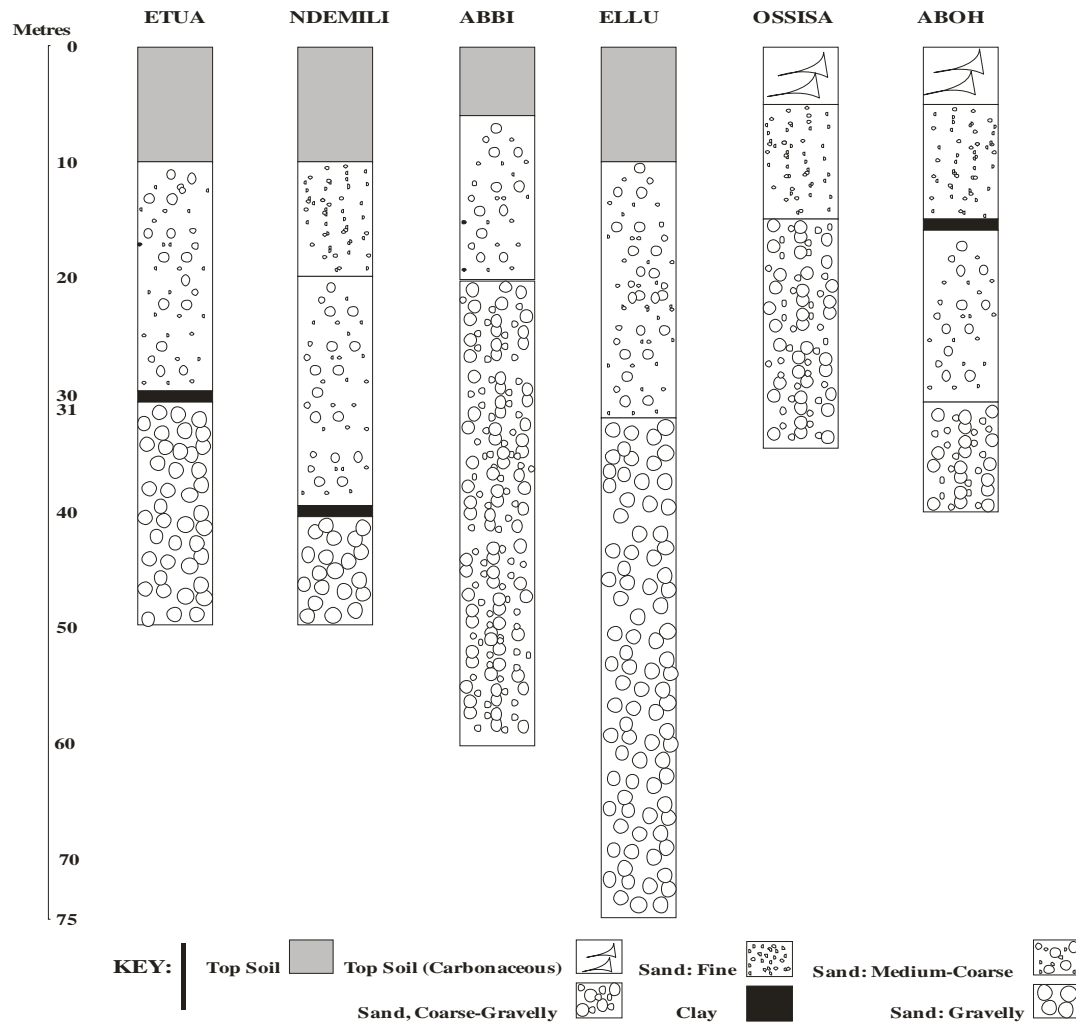 ETUA NDEMILI ABBI ELLU OSSISA ABOH
Metres
0
10
20
30
31
40
50
60
70
75
KEY: Top Soil Top Soil (Carbonaceous) Sand: Fine Sand: Medium-Coarse
Sand, Coarse-Gravelly Clay Sand: Gravelly